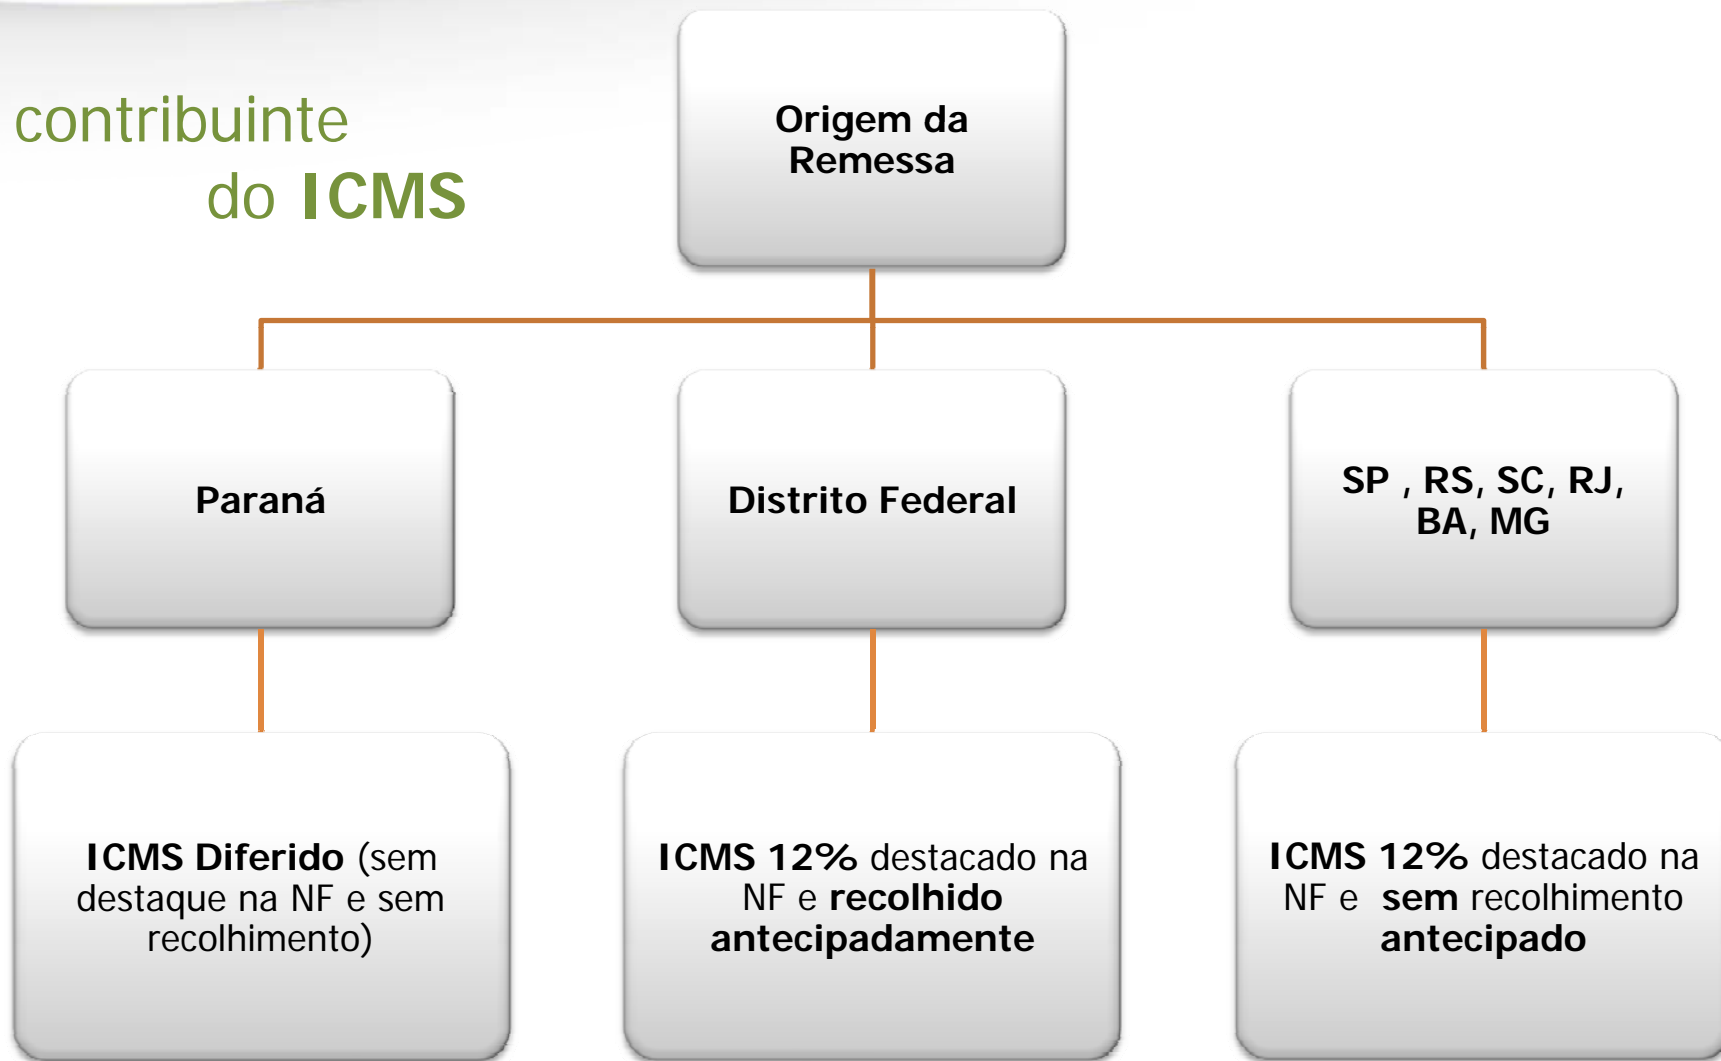 contribuinte
do ICMS
Origem da
Remessa
Paraná
Distrito Federal
SP , RS, SC, RJ,
BA, MG
ICMS Diferido (sem
destaque na NF e sem
recolhimento)
ICMS 12% destacado na
NF e recolhido
antecipadamente
ICMS 12% destacado na
NF e sem recolhimento
antecipado